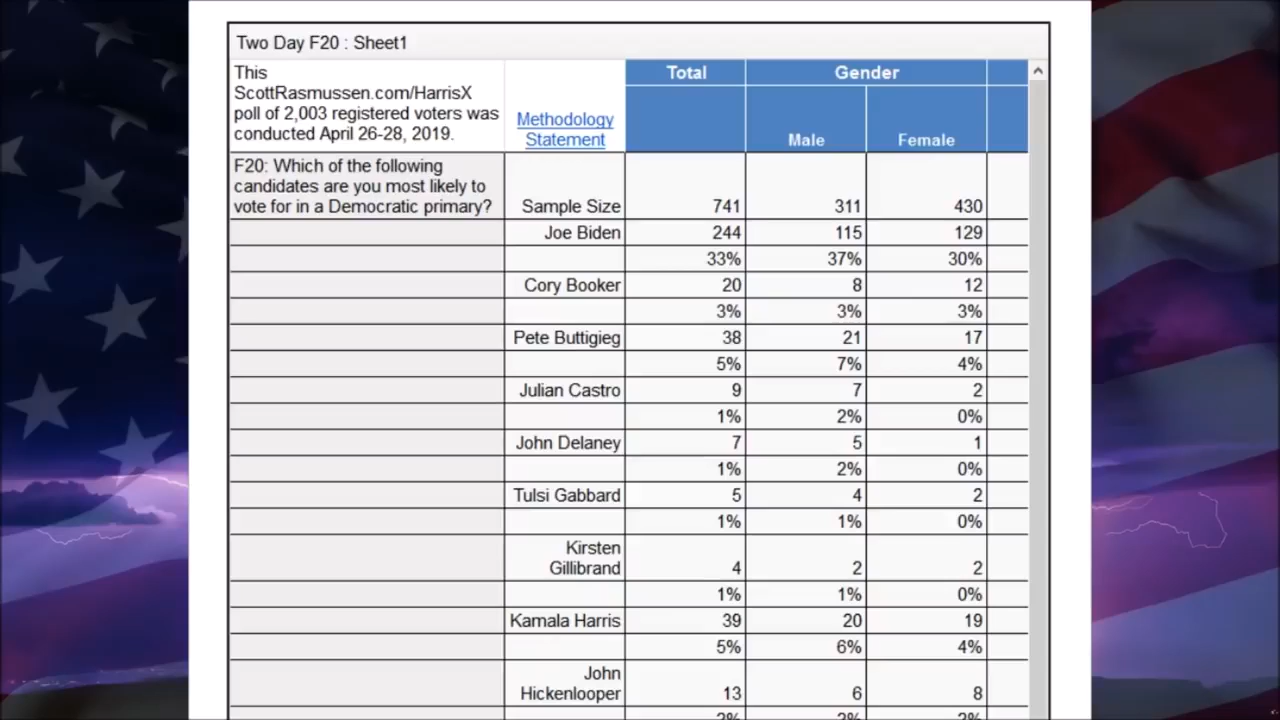 Two Day F20 : Sheet1
This
ScottRasmussen.com/HarrisX
poll of 2,003 registered voters was
conducted April 26-28, 2019.
Methodology
Statement
Total
Gender
Male
Female
F20: Which of the following
candidates are you most likely to
vote for in a Democratic primary?
Sample Size 741 311 430
Joe Biden 244 115 129
33% 37% 30%
Cory Booker 20 8 12
3% 3% 3%
Pete Buttigieg 38 21 17
5% 7% 4%
Julian Castro 9 7 2
1% 2% 0%
John Delaney 7 5 1
1% 2% 0%
Tulsi Gabbard 5 4 2
1% 1% 0%
Kirsten
Gillibrand 4 2 2
1% 1% 0%
Kamala Harris 39 20 19
5% 6% 4%
John
Hickenlooper 13 6 8
2% 2% 2%